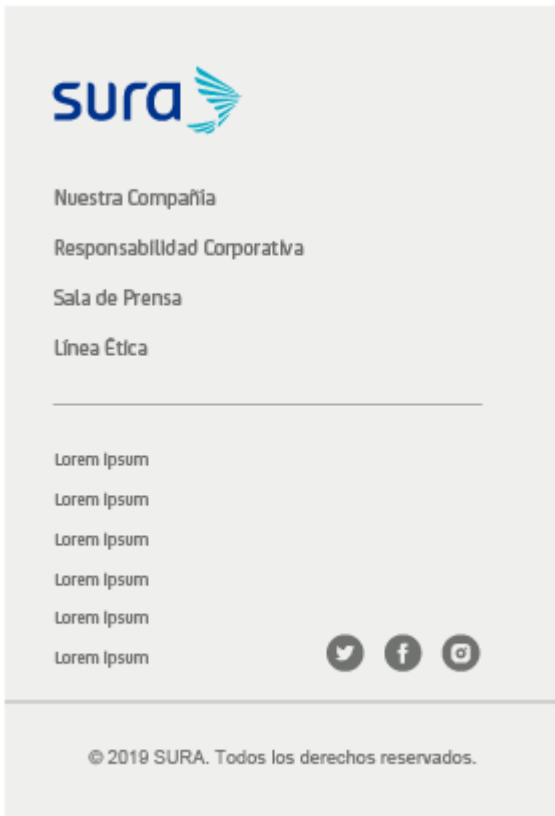 sura
Nuestra Compañía
Responsabilidad Corporativa
Sala de Prensa
Línea Ética
Lorem Ipsum
Lorem Ipsum
Lorem Ipsum
Lorem Ipsum
Lorem Ipsum
Lorem Ipsum
© 2019 SURA. Todos los derechos reservados.